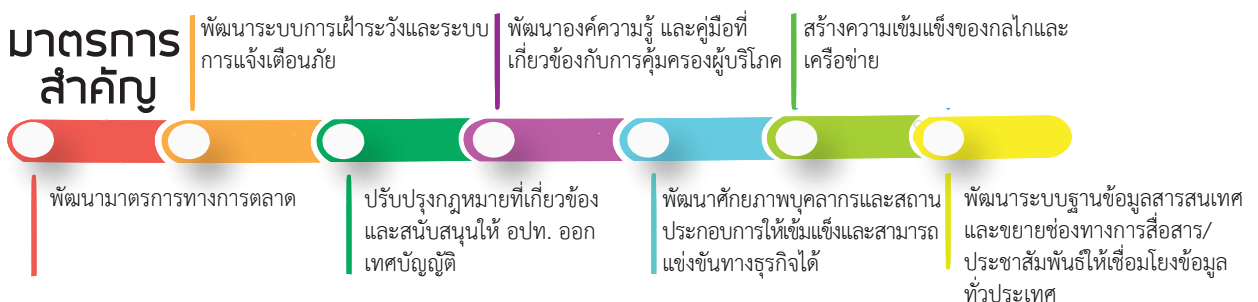 มาตรการ
สำคัญ
พัฒนาระบบการเฝ้าระวังและระบบ
การแจ้งเตือนภัย
พัฒนาองค์ความรู้ และคู่มือที่
เกี่ยวข้องกับการคุ้มครองผู้บริโภค
สร้างความเข้มแข็งของกลไกและ
เครือข่าย
พัฒนามาตรการทางการตลาด
ปรับปรุงกฎหมายที่เกี่ยวข้อง
และสนับสนุนให้ อปท. ออก
เทศบัญญัติ
พัฒนาศักยภาพบุคลากรและสถาน
ประกอบการให้เข้มแข็งและสามารถ
แข่งขันทางธุรกิจได้
พัฒนาระบบฐานข้อมูลสารสนเทศ
และขยายช่องทางการสื่อสาร/
ประชาสัมพันธ์ให้เชื่อมโยงข้อมูล
ทั่วประเทศ